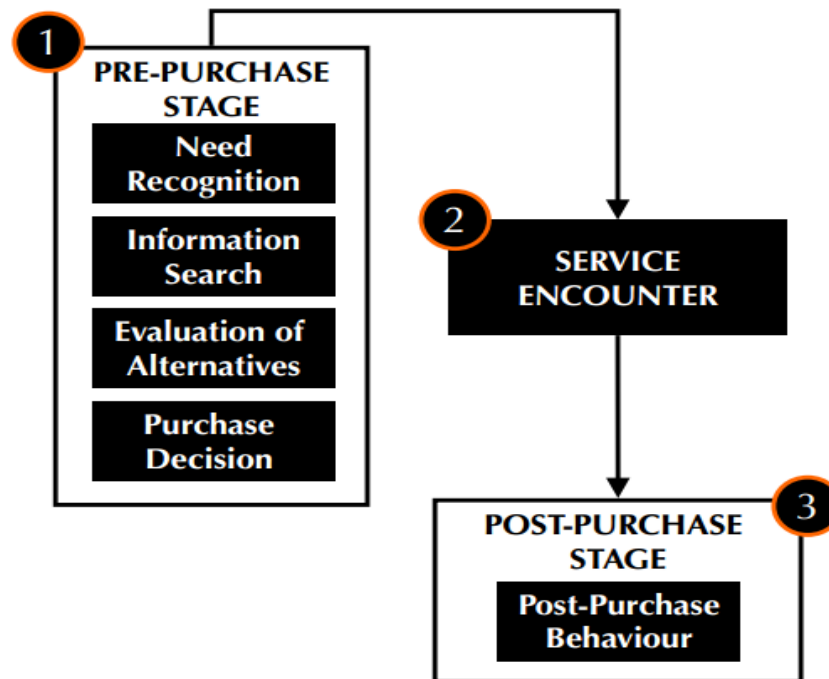 1
PRE-PURCHASE
STAGE
Need
Recognition
Information
Search
Evaluation of
Alternatives
Purchase
Decision
2
SERVICE
ENCOUNTER
3
POST-PURCHASE
STAGE
Post-Purchase
Behaviour